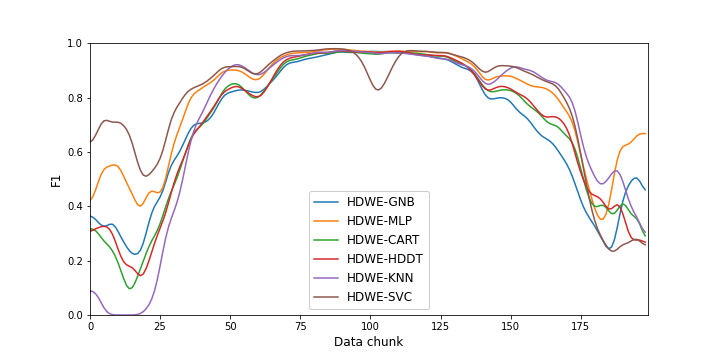 1.0
0.8
0.6
0.4
0.2
0.0
F1
HDWE-GNB
HDWE-MLP
HDWE-CART
HDWE-HDDT
HDWE-KNN
HDWE-SVC
0 25 50 75 100 125 150 175
Data chunk